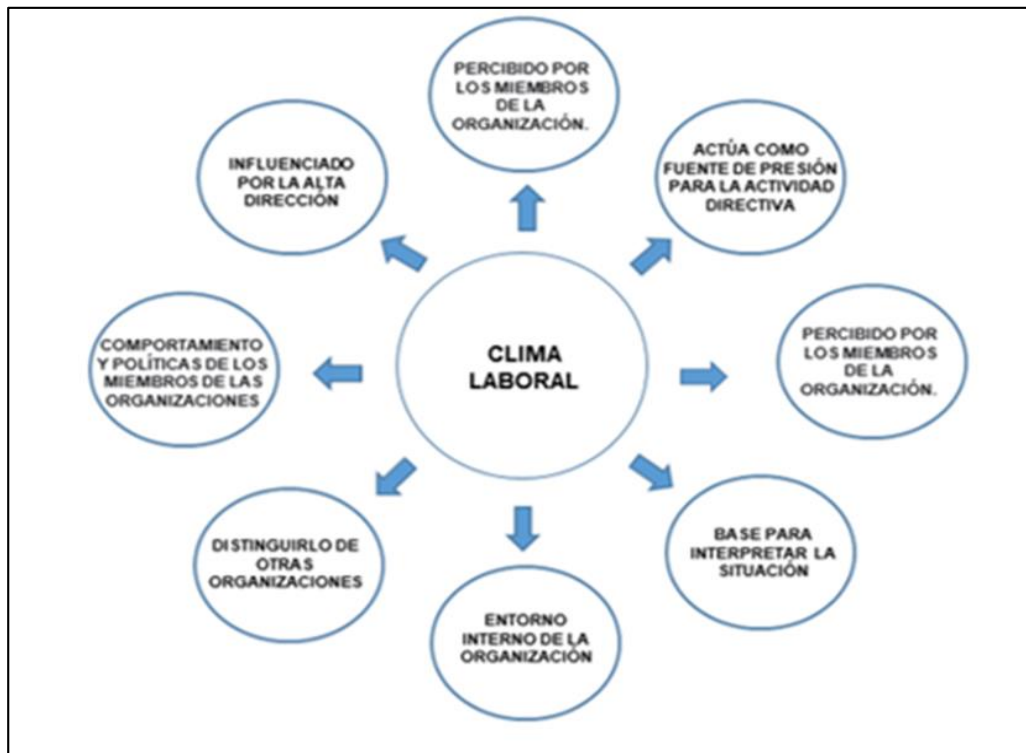 PERCIBIDO POR
LOS MIEMBROS
DE LA
ORGANIZACIÓN.
ACTÚA COMO
FUENTE DE PRESIÓN
PARA LA ACTIVIDAD
DIRECTIVA
INFLUENCIADO
POR LA ALTA
DIRECCIÓN
CLIMA
LABORAL
PERCIBIDO POR
LOS MIEMBROS
DE LA
ORGANIZACIÓN.
COMPORTAMIENTO
Y POLÍTICAS DE LOS
MIEMBROS DE LAS
ORGANIZACIONES
BASE PARA
INTERPRETAR LA
SITUACIÓN
DISTINGUIRLO DE
OTRAS
ORGANIZACIONES
ENTORNO
INTERNO DE LA
ORGANIZACIÓN